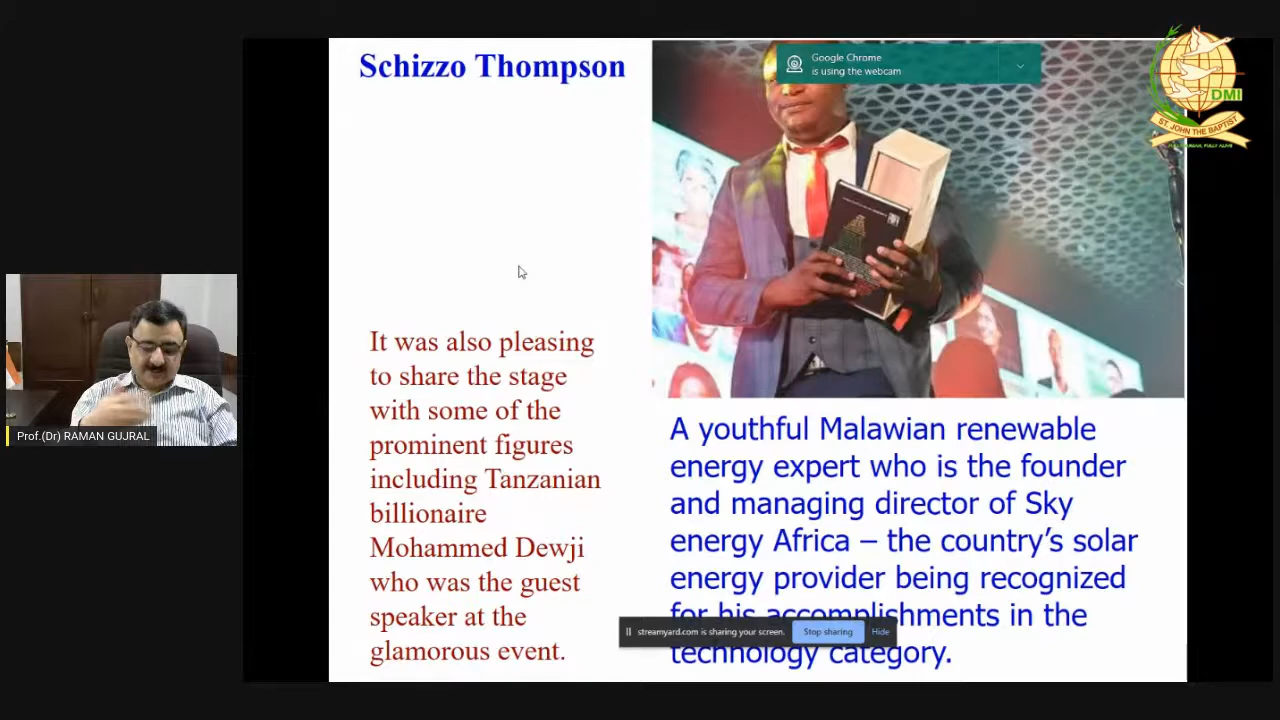 Schizzo Thompson
Google Chrome
is using the webcam
DMI
ST. JOHN THE BAPTIST
It was also pleasing
to share the stage
with some of the
prominent figures
including Tanzanian
billionaire
Mohammed Dewji
who was the guest
speaker at the
glamorous event.
A youthful Malawian renewable
energy expert who is the founder
and managing director of Sky
energy Africa – the country’s solar
energy provider being recognized
for his accomplishments in the
technology category.
streamyard.com is sharing your screen.
Stop sharing
Hide
Prof.(Dr) RAMAN GUJRAL